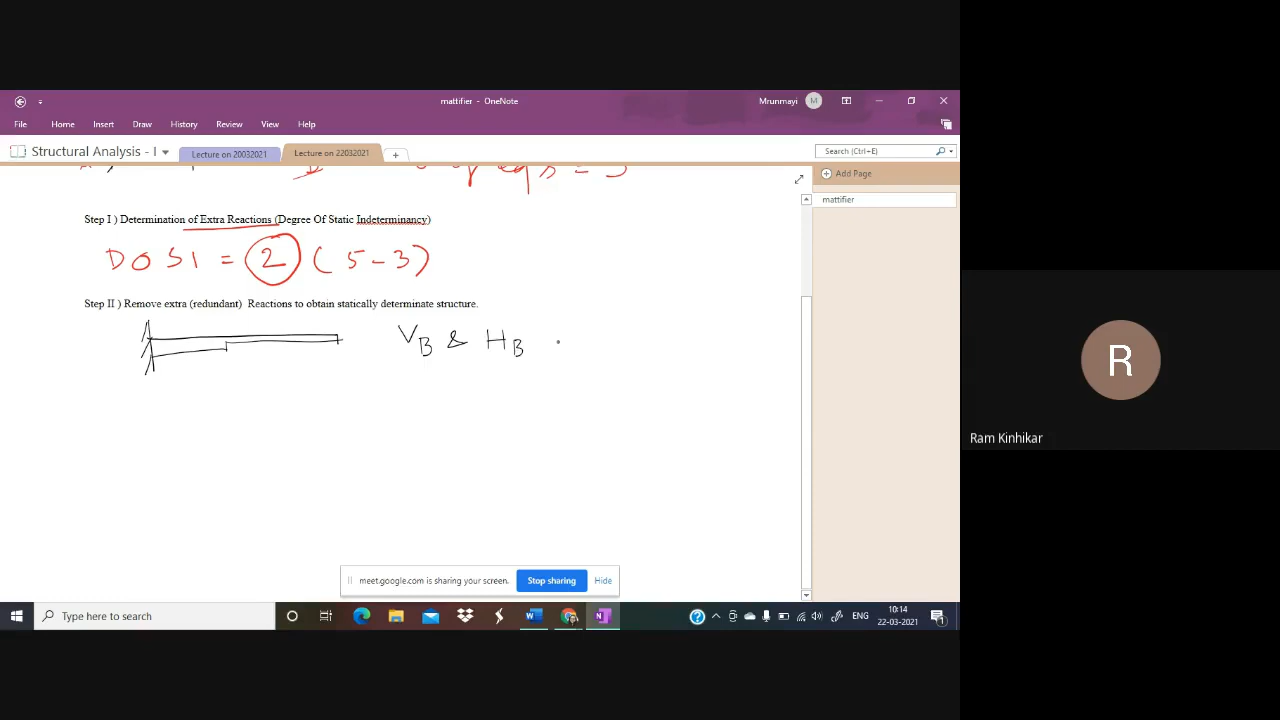 mattifier - OneNote
Mrunmayi M
File Home Insert Draw History Review View Help
Structural Analysis - I Lecture on 20032021 Lecture on 22032021 + Search (Ctrl+E)
Add Page
mattifier
Step I ) Determination of Extra Reactions (Degree Of Static Indeterminancy)
DOSI = 2 (5-3)
Step II ) Remove extra (redundant) Reactions to obtain statically determinate structure.
VB & HB
R
Ram Kinhikar
meet.google.com is sharing your screen. Stop sharing Hide
Type here to search
ENG
10:14
22-03-2021
1